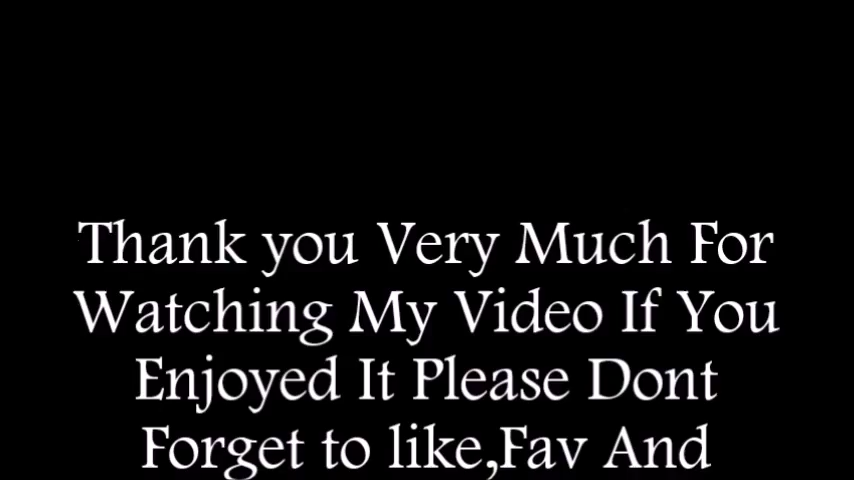 Thank you Very Much For
Watching My Video If You
Enjoyed It Please Dont
Forget to like,Fav And